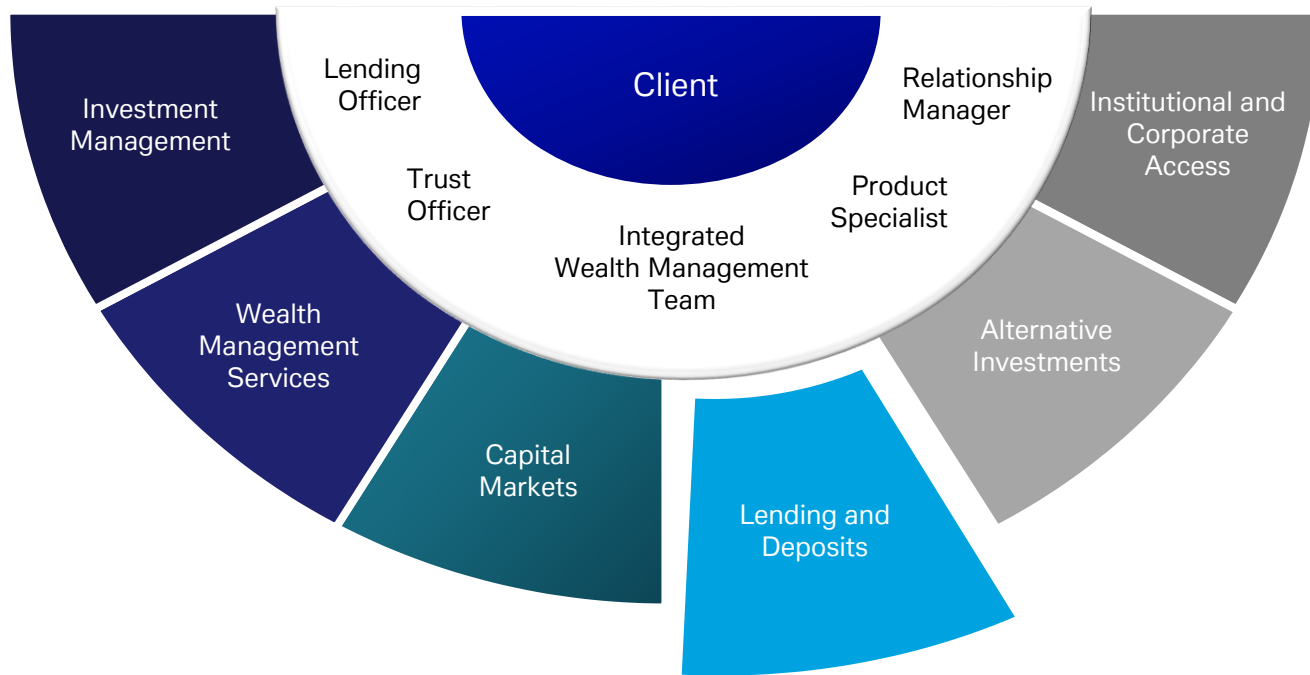 Client
Lending
Officer
Trust
Officer
Integrated
Wealth Management
Team
Product
Specialist
Relationship
Manager
Investment
Management
Wealth
Management
Services
Capital
Markets
Lending and
Deposits
Alternative
Investments
Institutional and
Corporate
Access